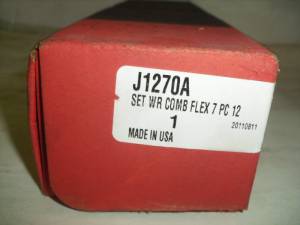 J1270A
SET WR COMB FLEX 7 PC 12
1
MADE IN USA
20110811